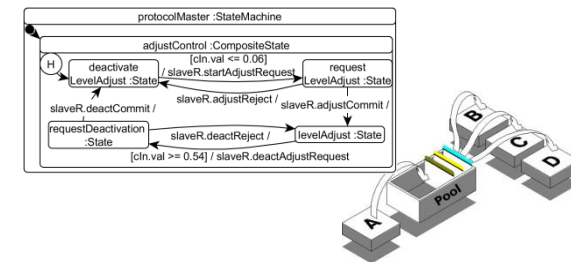 protocolMaster :StateMachine
adjustControl :CompositeState
[cIn.val <= 0.06]
/ slaveR.startAdjustRequest
H
deactivate
LevelAdjust :State
request
LevelAdjust :State
slaveR.adjustReject /
slaveR.deactCommit /
slaveR.adjustCommit /
requestDeactivation
:State
slaveR.deactReject /
levelAdjust :State
[cIn.val >= 0.54] / slaveR.deactAdjustRequest
B
C
D
Pool
A